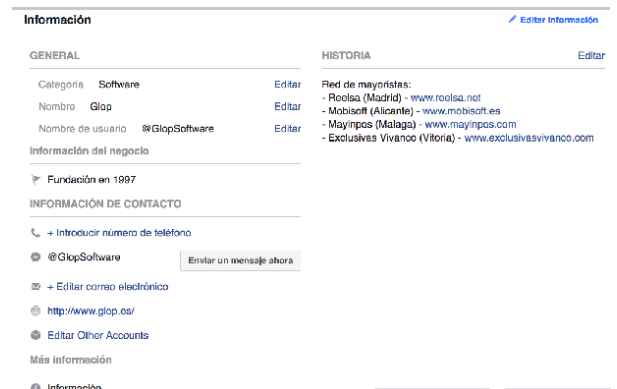 Información
Editar Información
GENERAL
Categoría Software Editar
Nombre Glop Editar
Nombre de usuario @GlopSoftware Editar
Información del negocio
Fundación en 1997
INFORMACIÓN DE CONTACTO
+ Introducir número de teléfono
@GlopSoftware Enviar un mensaje ahora
+ Editar correo electrónico
http://www.glop.es/
Editar Other Accounts
Más información
Información
HISTORIA Editar
Red de mayoristas:
- Reelsa (Madrid) - www.reelsa.net
- Mobisoft (Alicante) - www.mobisoft.es
- Mayinpos (Malaga) - www.mayinpos.com
- Exclusivas Vivanco (Vitoria) - www.exclusivasvivanco.com